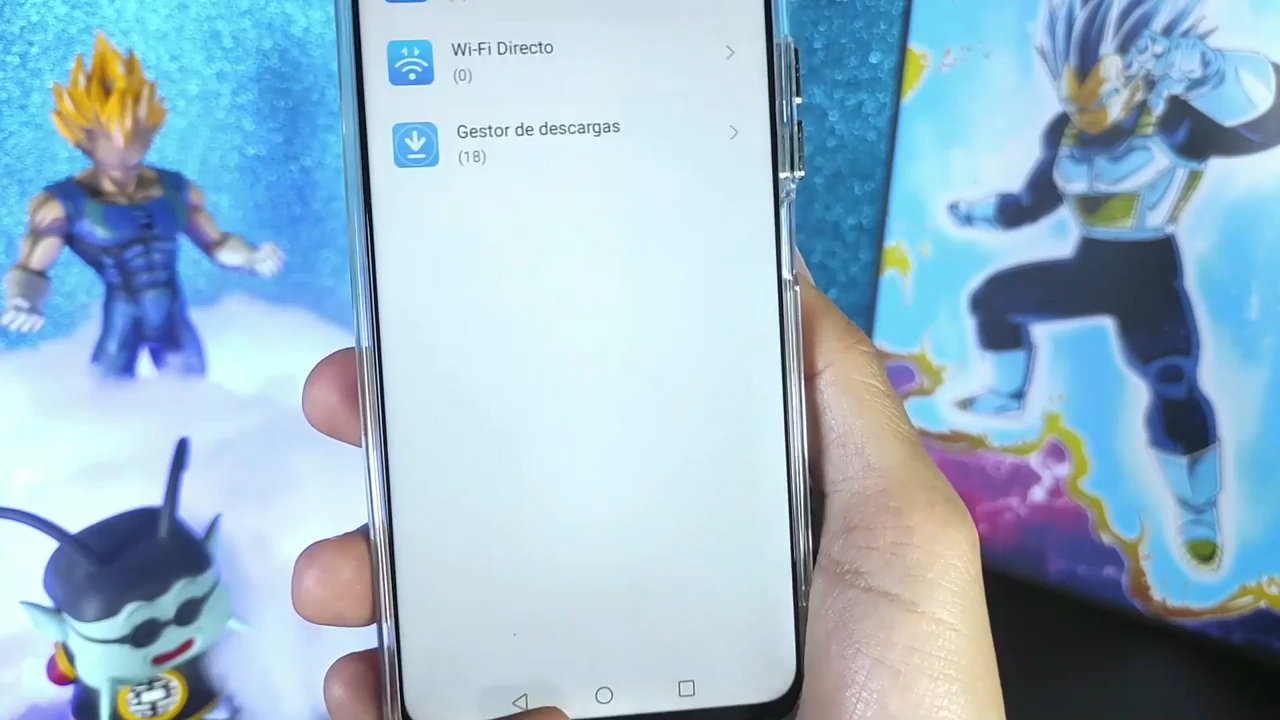 Wi-Fi Directo
(0)
Gestor de descargas
(18)